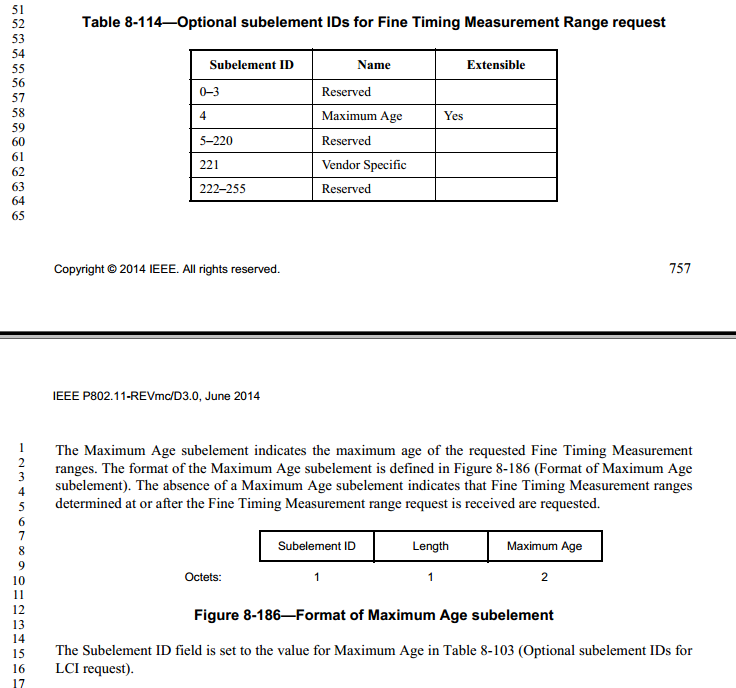 51
52 Table 8-114—Optional subelement IDs for Fine Timing Measurement Range request
53
54
55 Subelement ID Name Extensible
56
57 0–3 Reserved
58 4 Maximum Age Yes
59
60 5–220 Reserved
61
62 221 Vendor Specific
63 222–255 Reserved
64
65
Copyright © 2014 IEEE. All rights reserved. 757
IEEE P802.11-REVmc/D3.0, June 2014
1 The Maximum Age subelement indicates the maximum age of the requested Fine Timing Measurement
2 ranges. The format of the Maximum Age subelement is defined in Figure 8-186 (Format of Maximum Age
3 subelement). The absence of a Maximum Age subelement indicates that Fine Timing Measurement ranges
4
5 determined at or after the Fine Timing Measurement range request is received are requested.
6
7
8 Subelement ID Length Maximum Age
9
10 Octets: 1 1 2
11
12 Figure 8-186—Format of Maximum Age subelement
13
14
15 The Subelement ID field is set to the value for Maximum Age in Table 8-103 (Optional subelement IDs for
16 LCI request).
17